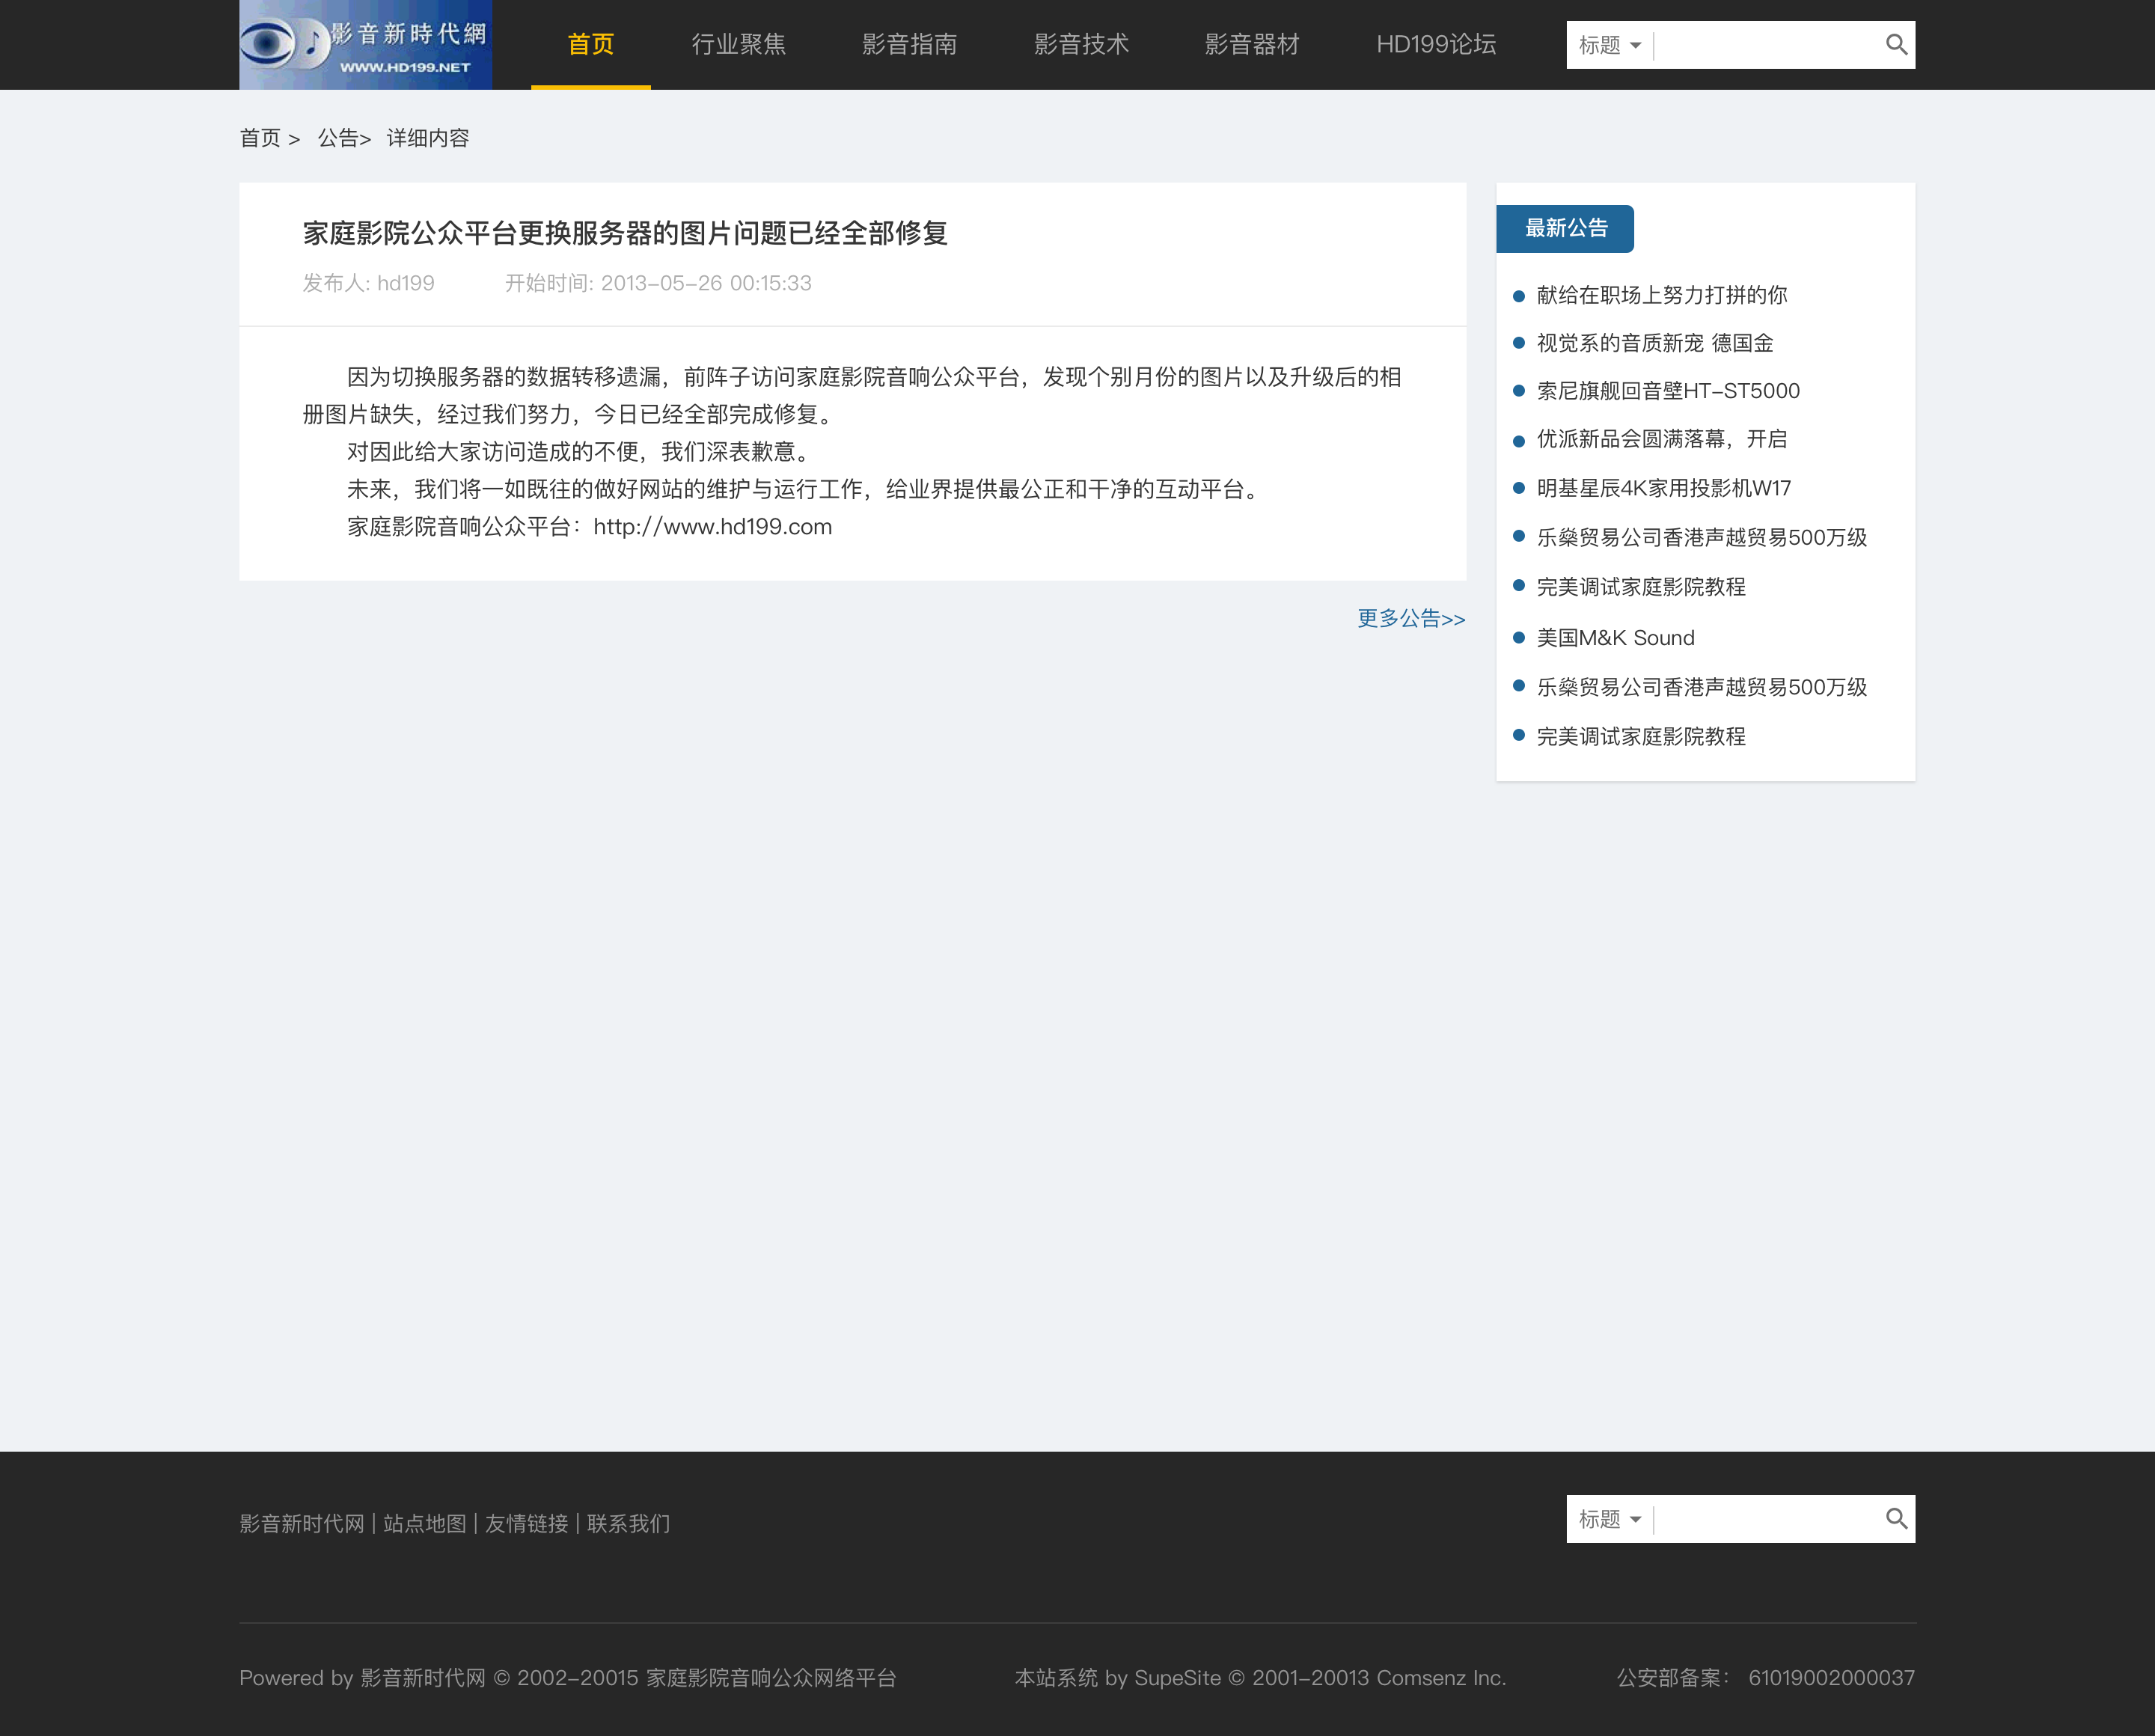 影音新時代網
WWW.HD199.NET
首页 行业聚焦 影音指南 影音技术 影音器材 HD199论坛 标题
首页 > 公告> 详细内容
家庭影院公众平台更换服务器的图片问题已经全部修复
发布人: hd199 开始时间: 2013-05-26 00:15:33
因为切换服务器的数据转移遗漏，前阵子访问家庭影院音响公众平台，发现个别月份的图片以及升级后的相
册图片缺失，经过我们努力，今日已经全部完成修复。
对因此给大家访问造成的不便，我们深表歉意。
未来，我们将一如既往的做好网站的维护与运行工作，给业界提供最公正和干净的互动平台。
家庭影院音响公众平台：http://www.hd199.com
更多公告>>
最新公告
献给在职场上努力打拼的你
视觉系的音质新宠 德国金
索尼旗舰回音壁HT-ST5000
优派新品会圆满落幕，开启
明基星辰4K家用投影机W17
乐燊贸易公司香港声越贸易500万级
完美调试家庭影院教程
美国M&K Sound
乐燊贸易公司香港声越贸易500万级
完美调试家庭影院教程
影音新时代网 | 站点地图 | 友情链接 | 联系我们
标题
Powered by 影音新时代网 © 2002-20015 家庭影院音响公众网络平台 本站系统 by SupeSite © 2001-20013 Comsenz Inc. 公安部备案： 61019002000037